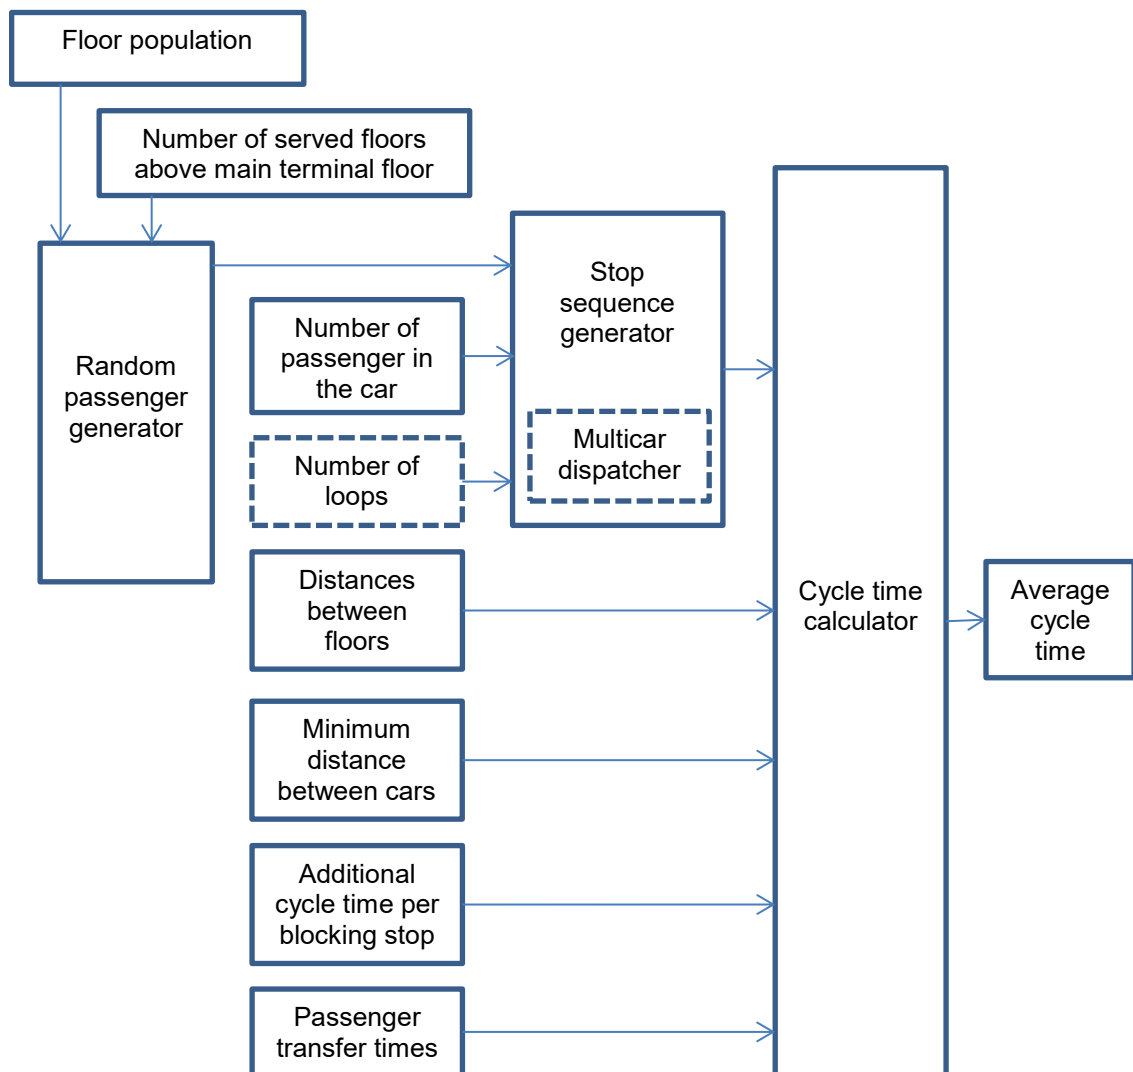 Floor population
Number of served floors
above main terminal floor
Random
passenger
generator
Number of
passenger in
the car
Number of
loops
Stop
sequence
generator
Multicar
dispatcher
Distances
between
floors
Minimum
distance
between cars
Additional
cycle time per
blocking stop
Passenger
transfer times
Cycle time
calculator
Average
cycle
time